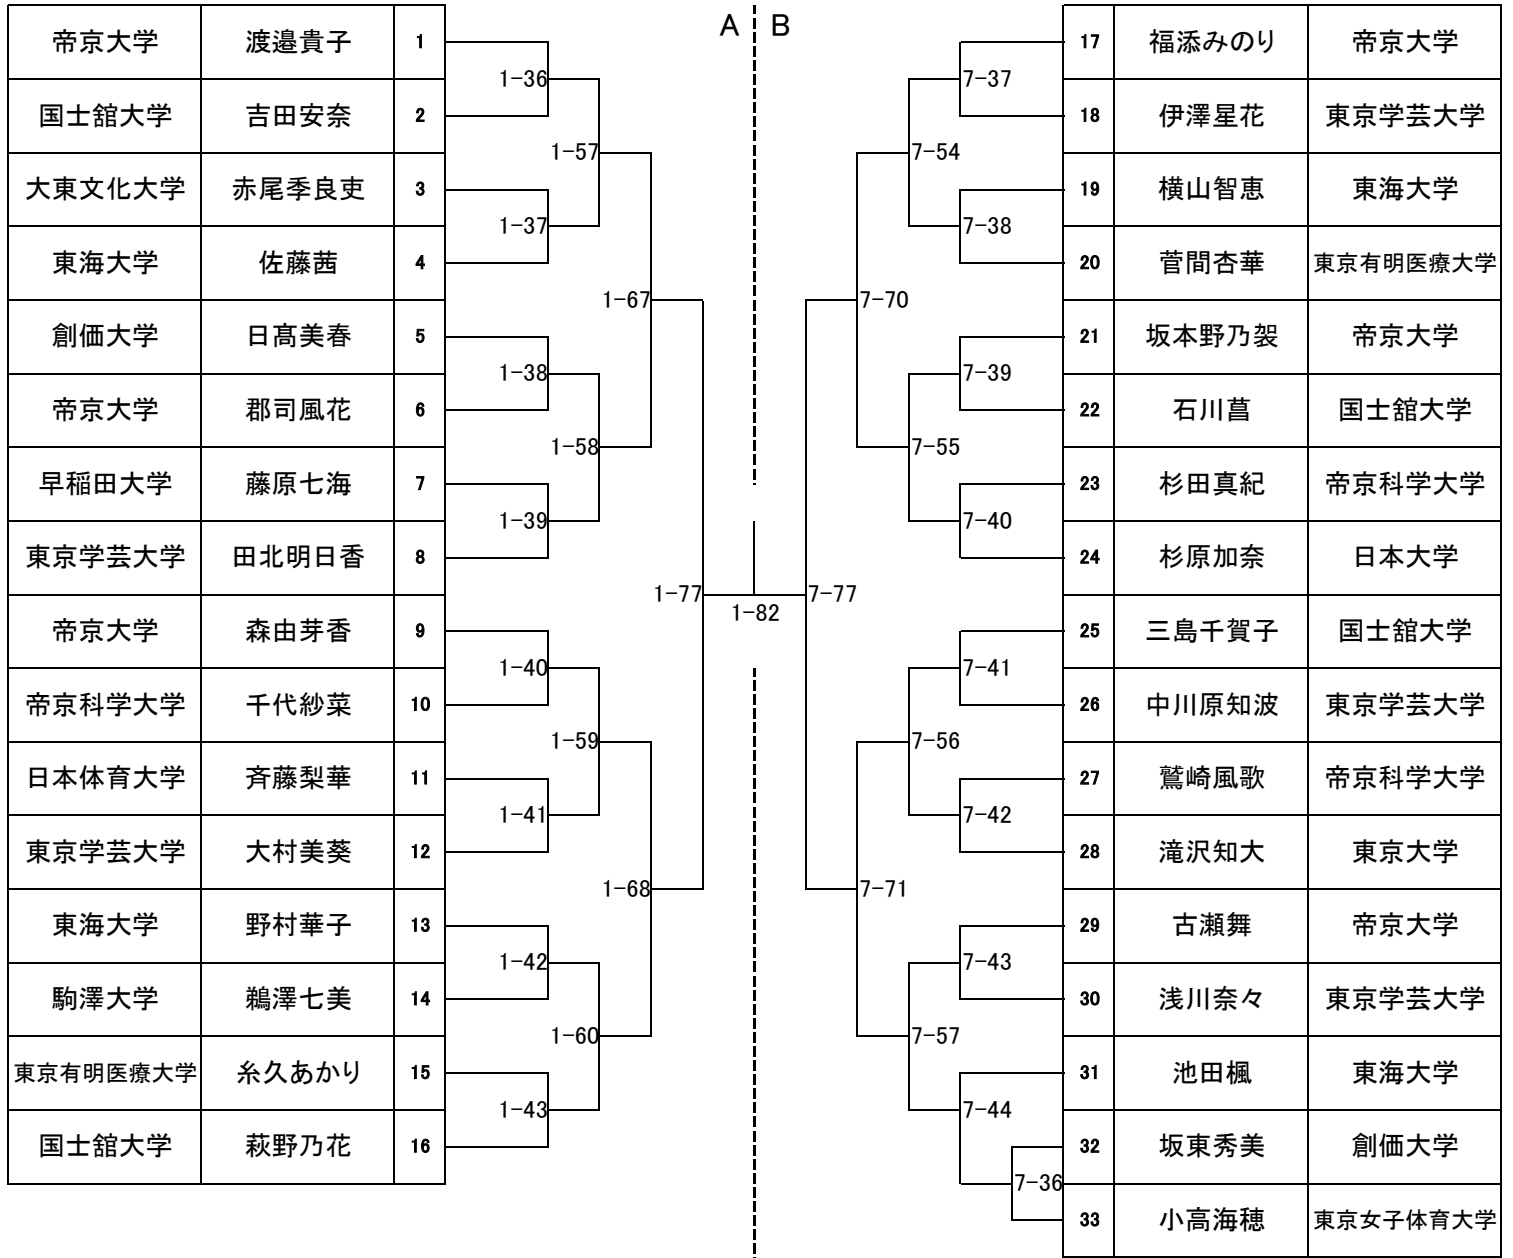 A B
帝京大学 渡邉貴子 1
国士舘大学 吉田安奈 2
大東文化大学 赤尾季良吏 3
東海大学 佐藤茜 4
創価大学 日髙美春 5
帝京大学 郡司風花 6
早稲田大学 藤原七海 7
東京学芸大学 田北明日香 8
帝京大学 森由芽香 9
帝京科学大学 千代紗菜 10
日本体育大学 斉藤梨華 11
東京学芸大学 大村美葵 12
東海大学 野村華子 13
駒澤大学 鵜澤七美 14
東京有明医療大学 糸久あかり 15
国士舘大学 萩野乃花 16
1-36
1-57
1-37
1-67
1-38
1-58
1-39
1-77
1-40
1-59
1-41
1-68
1-42
1-60
1-43
1-82
7-37
7-54
7-38
7-70
7-39
7-55
7-40
7-77
7-41
7-56
7-42
7-71
7-43
7-57
7-44
7-36
17 福添みのり 帝京大学
18 伊澤星花 東京学芸大学
19 横山智恵 東海大学
20 菅間杏華 東京有明医療大学
21 坂本野乃袈 帝京大学
22 石川菖 国士舘大学
23 杉田真紀 帝京科学大学
24 杉原加奈 日本大学
25 三島千賀子 国士舘大学
26 中川原知波 東京学芸大学
27 鷲崎風歌 帝京科学大学
28 滝沢知大 東京大学
29 古瀬舞 帝京大学
30 浅川奈々 東京学芸大学
31 池田楓 東海大学
32 坂東秀美 創価大学
33 小高海穂 東京女子体育大学